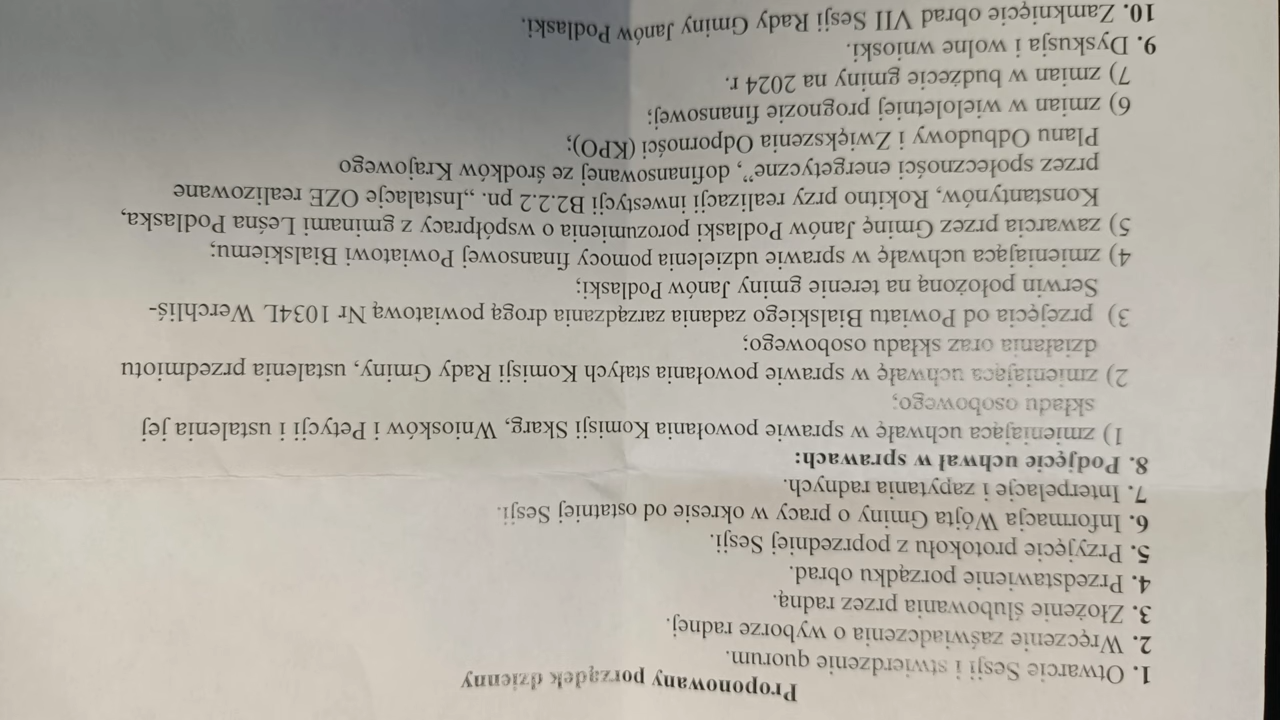 Proponowany porządek dzienny
1. Otwarcie Sesji i stwierdzenie quorum.
2. Wręczenie zaświadczenia o wyborze radnej.
3. Złożenie ślubowania przez radną.
4. Przedstawienie porządku obrad.
5. Przyjęcie protokołu z poprzedniej Sesji.
6. Informacja Wójta Gminy o pracy w okresie od ostatniej Sesji.
7. Interpelacje i zapytania radnych.
8. Podjęcie uchwał w sprawach:
1) zmieniająca uchwałę w sprawie powołania Komisji Skarg, Wniosków i Petycji i ustalenia jej
składu osobowego;
2) zmieniająca uchwałę w sprawie powołania stałych Komisji Rady Gminy, ustalenia przedmiotu
działania oraz składu osobowego;
3) przejęcia od Powiatu Bialskiego zadania zarządzania drogą powiatową Nr 1034L Werchliś-
Serwin położoną na terenie gminy Janów Podlaski;
4) zmieniająca uchwałę w sprawie udzielenia pomocy finansowej Powiatowi Bialskiemu;
5) zawarcia przez Gminę Janów Podlaski porozumienia o współpracy z gminami Leśna Podlaska,
Konstantynów, Rokitno przy realizacji inwestycji B2.2.2 pn. „Instalacje OZE realizowane
przez społeczności energetyczne”, dofinansowanej ze środków Krajowego
Planu Odbudowy i Zwiększenia Odporności (KPO);
6) zmian w wieloletniej prognozie finansowej;
7) zmian w budżecie gminy na 2024 r.
9. Dyskusja i wolne wnioski.
10. Zamknięcie obrad VII Sesji Rady Gminy Janów Podlaski.